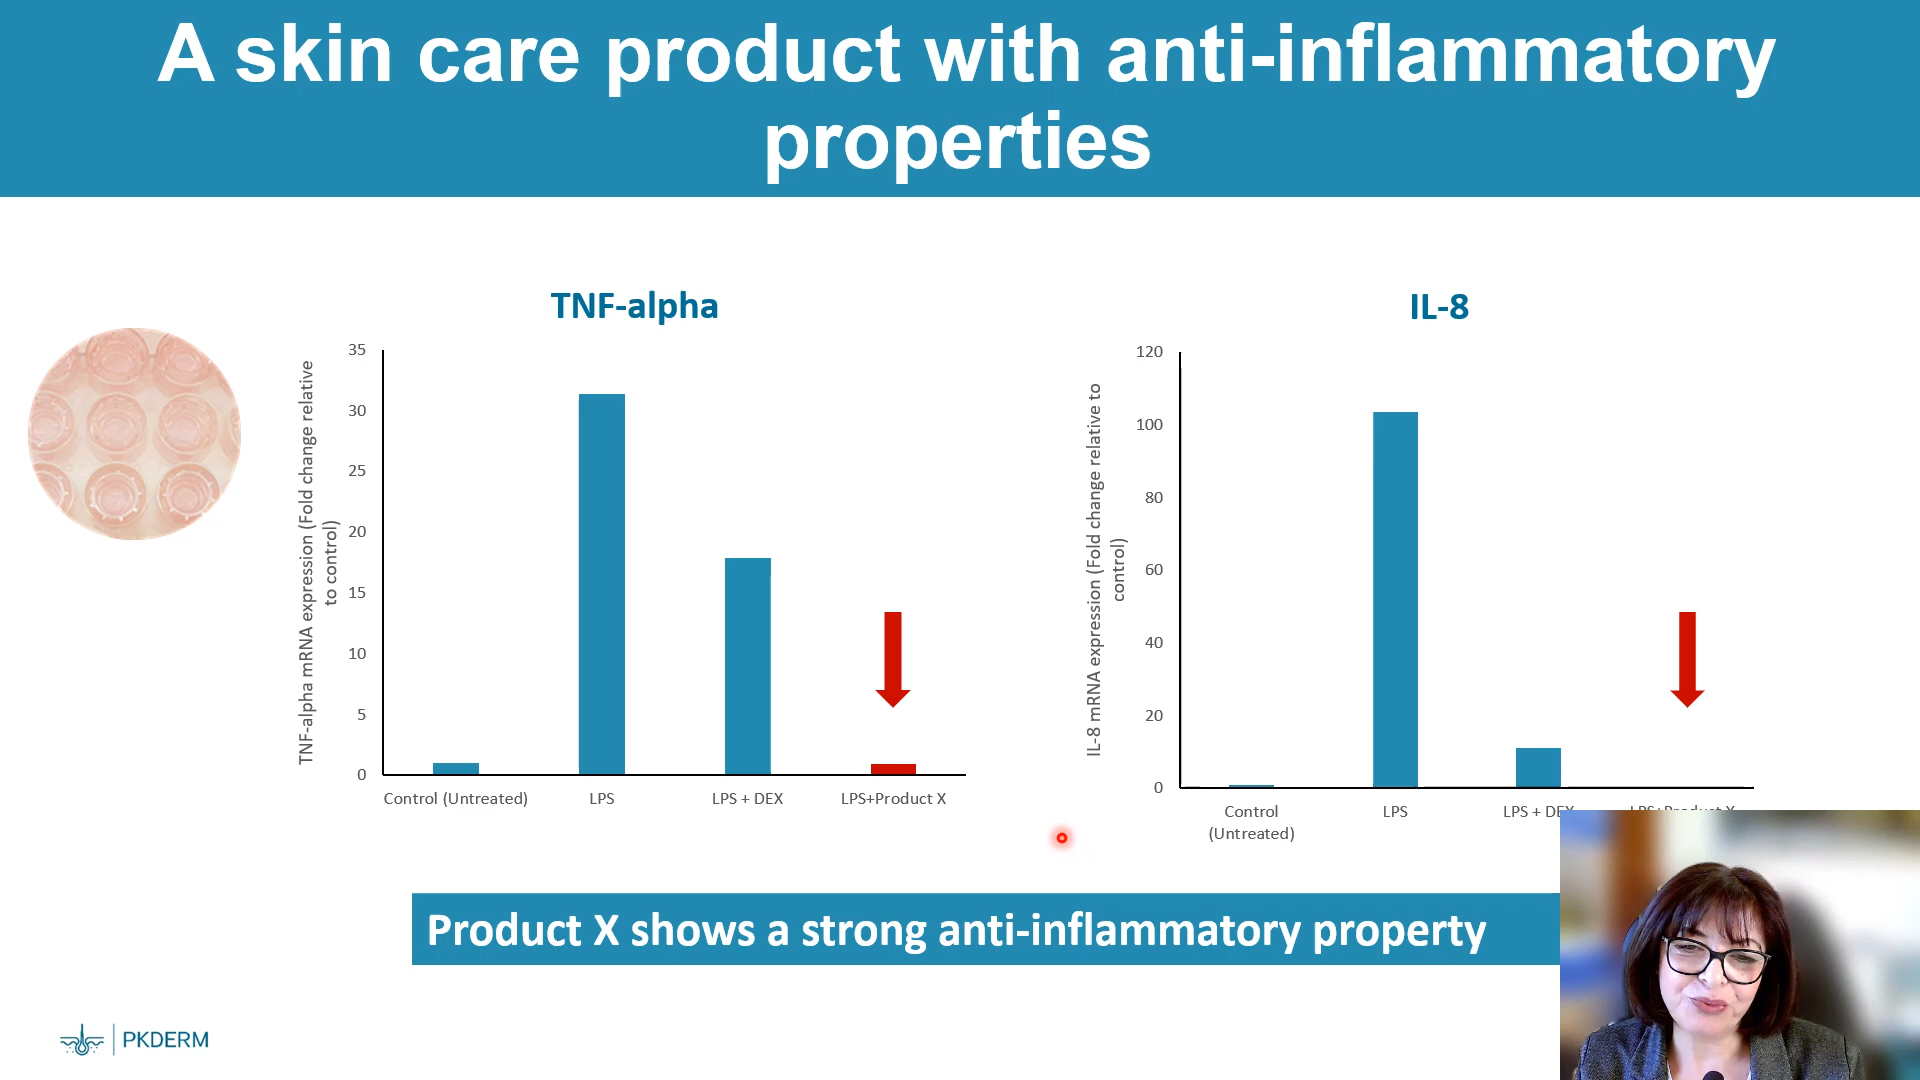 A skin care product with anti-inflammatory
properties
TNF-alpha
TNF-alpha mRNA expression (Fold change relative
to control)
35
30
25
20
15
10
5
0
Control (Untreated)
LPS
LPS + DEX
LPS+Product X
IL-8
IL-8 mRNA expression (Fold change relative to
control)
120
100
80
60
40
20
0
Control
(Untreated)
LPS
LPS + DEX
LPS+Product X
Product X shows a strong anti-inflammatory property
PKDERM